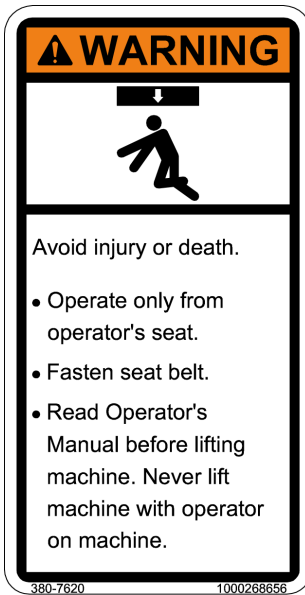 WARNING
Avoid injury or death.
• Operate only from
operator's seat.
• Fasten seat belt.
• Read Operator's
Manual before lifting
machine. Never lift
machine with operator
on machine.
380-7620 1000268656